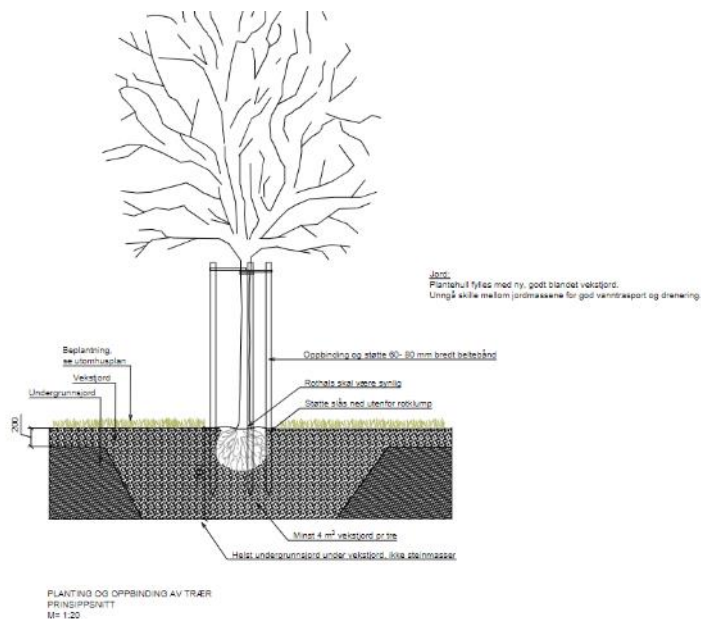 Jord:
Plantehull fylles med ny, godt blandet vekstjord.
Unngå skille mellom jordmassene for god vanntrasport og drenering.
Oppbinding og støtte 60- 80 mm bredt beltebånd
Beplantning,
se utomhusplan
Rothals skal være synlig
Vekstjord
Undergrunnsjord
Støtte slås ned utenfor rotklump
200
Minst 4 m³ vekstjord pr tre
Helst undergrunnsjord under vekstjord, ikke steinmasser
PLANTING OG OPPBINDING AV TRÆR
PRINSIPPSNITT
M= 1:20